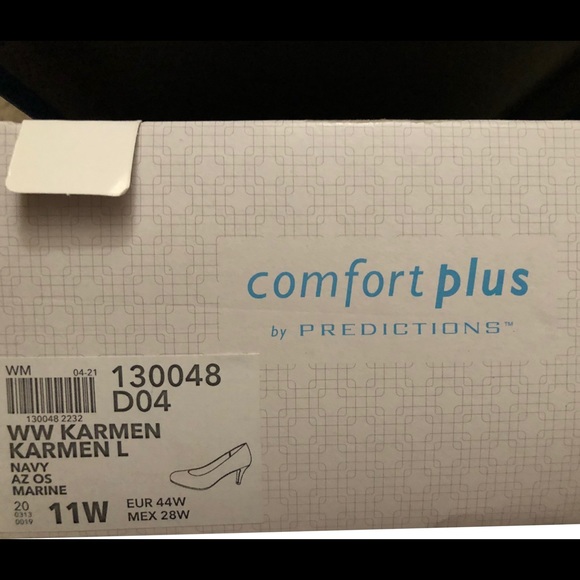 comfort plus
by PREDICTIONS™
WM 04-21 130048
D04
130048 2232
WW KARMEN
KARMEN L
NAVY
AZ OS
MARINE
20
0313
D019
11W
EUR 44W
MEX 28W